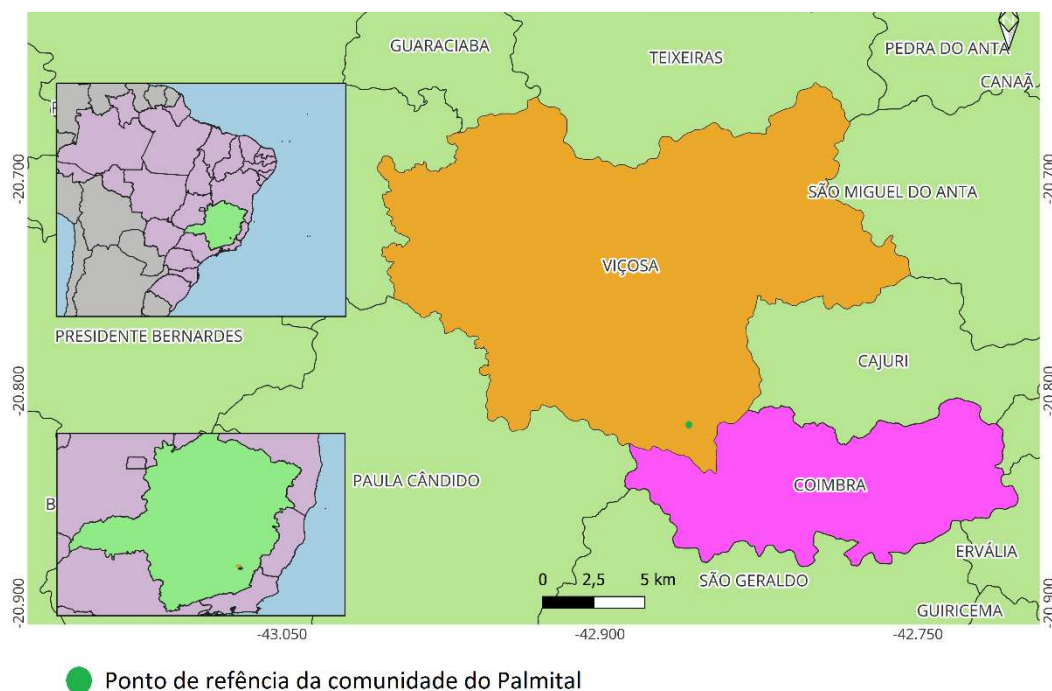 GUARACIABA
TEIXEIRAS
PEDRA DO ANTA
CANAÃ
N
-20.700
-20.700
SÃO MIGUEL DO ANTA
VIÇOSA
PRESIDENTE BERNARDES
CAJURI
-20.800
-20.800
PAULA CÂNDIDO
COIMBRA
B
ERVÁLIA
0 2,5 5 km
SÃO GERALDO
GUIRICEMA
-20.900
-20.900
-43.050
-42.900
-42.750
Ponto de refência da comunidade do Palmital